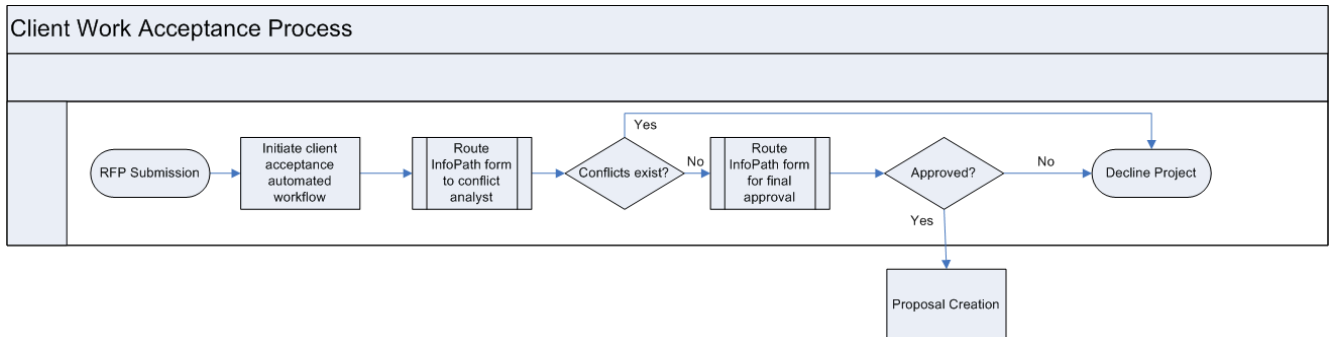 Client Work Acceptance Process
Yes
RFP Submission
Initiate client
acceptance
automated
workflow
Route
InfoPath form
to conflict
analyst
Conflicts exist?
No
Route
InfoPath form
for final
approval
Approved?
No
Decline Project
Yes
Proposal Creation